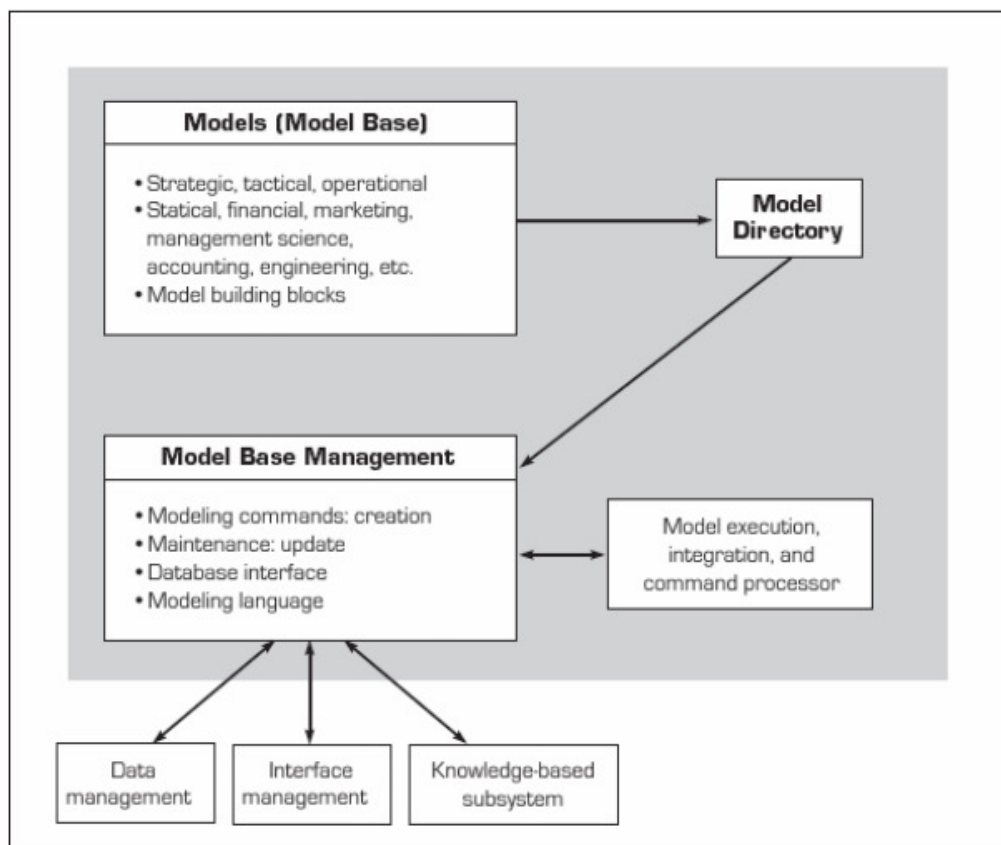 Models (Model Base)
• Strategic, tactical, operational
• Statical, financial, marketing,
management science,
accounting, engineering, etc.
• Model building blocks
Model
Directory
Model Base Management
• Modeling commands: creation
• Maintenance: update
• Database interface
• Modeling language
Model execution,
integration, and
command processor
Data
management
Interface
management
Knowledge-based
subsystem